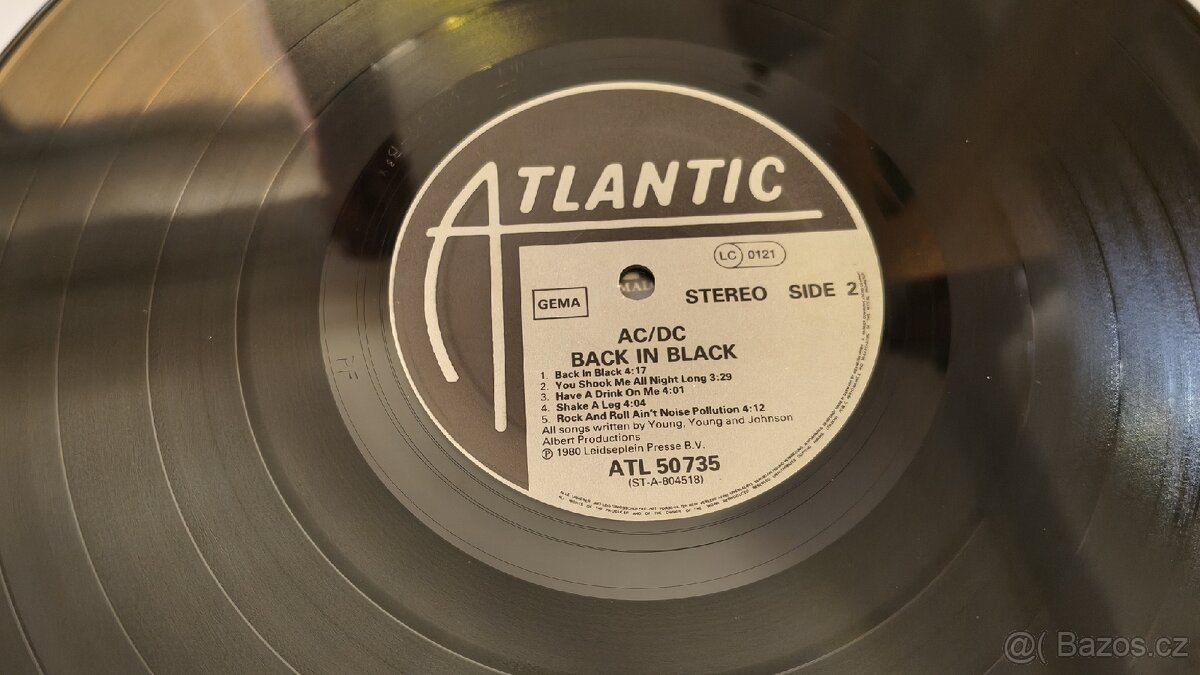 ATLANTIC
LC 0121
GEMA
STEREO SIDE 2
AC/DC
BACK IN BLACK
1. Back In Black 4:17
2. You Shook Me All Night Long 3:29
3. Have A Drink On Me 4:01
4. Shake A Leg 4:04
5. Rock And Roll Ain't Noise Pollution 4:12
All songs written by Young, Young and Johnson
Albert Productions
Ⓟ 1980 Leidseplein Presse B.V.
ATL 50 735
(ST-A-804518)
@( Bazos.cz